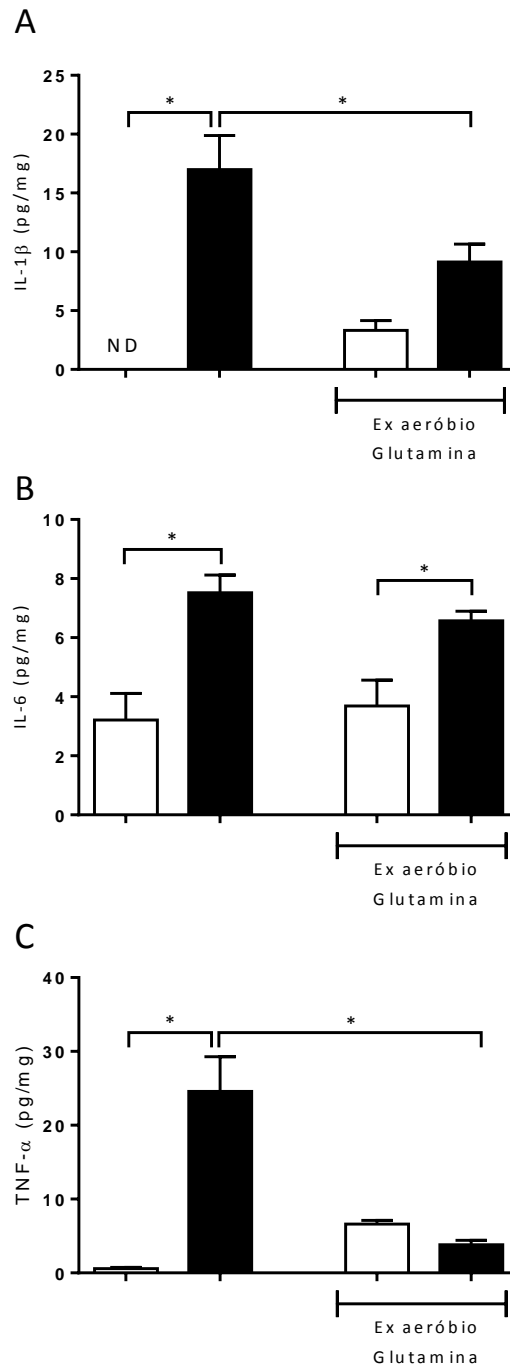 A
*
*
25
20
15
10
5
0
IL-1β (pg/mg)
ND
Ex aeróbio
Glutamina
B
*
*
10
8
6
4
2
0
IL-6 (pg/mg)
Ex aeróbio
Glutamina
C
*
*
40
30
20
10
0
TNF-α (pg/mg)
Ex aeróbio
Glutamina